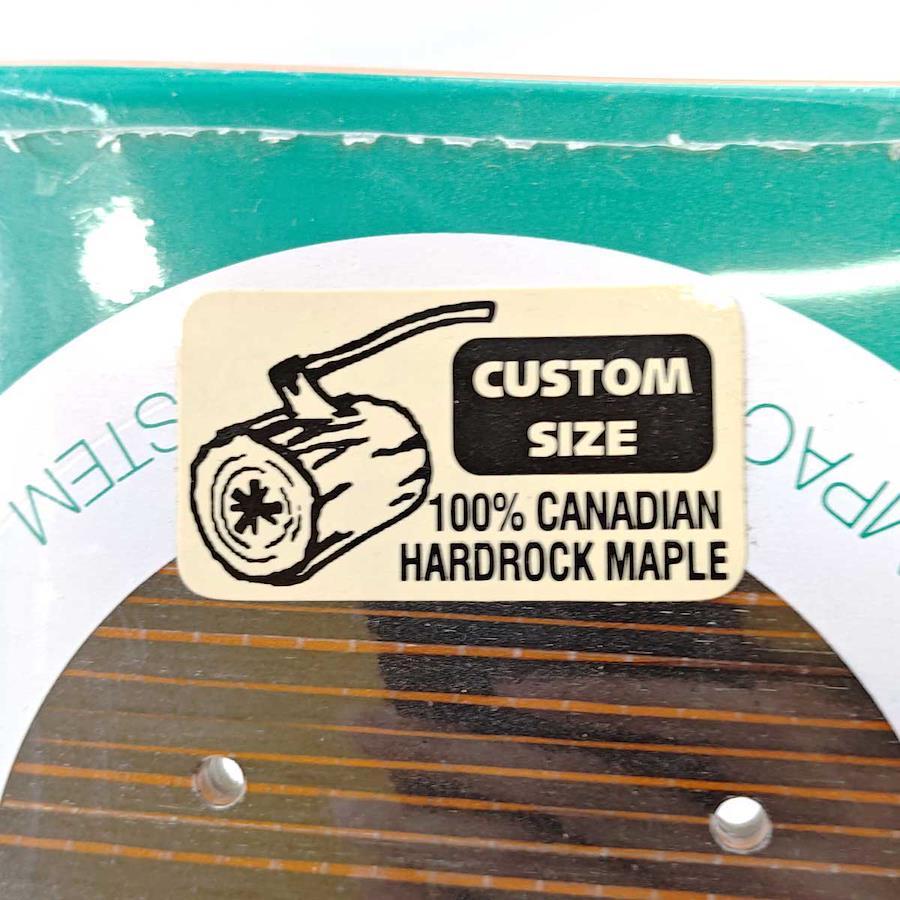 CUSTOM
SIZE
100% CANADIAN
HARDROCK MAPLE